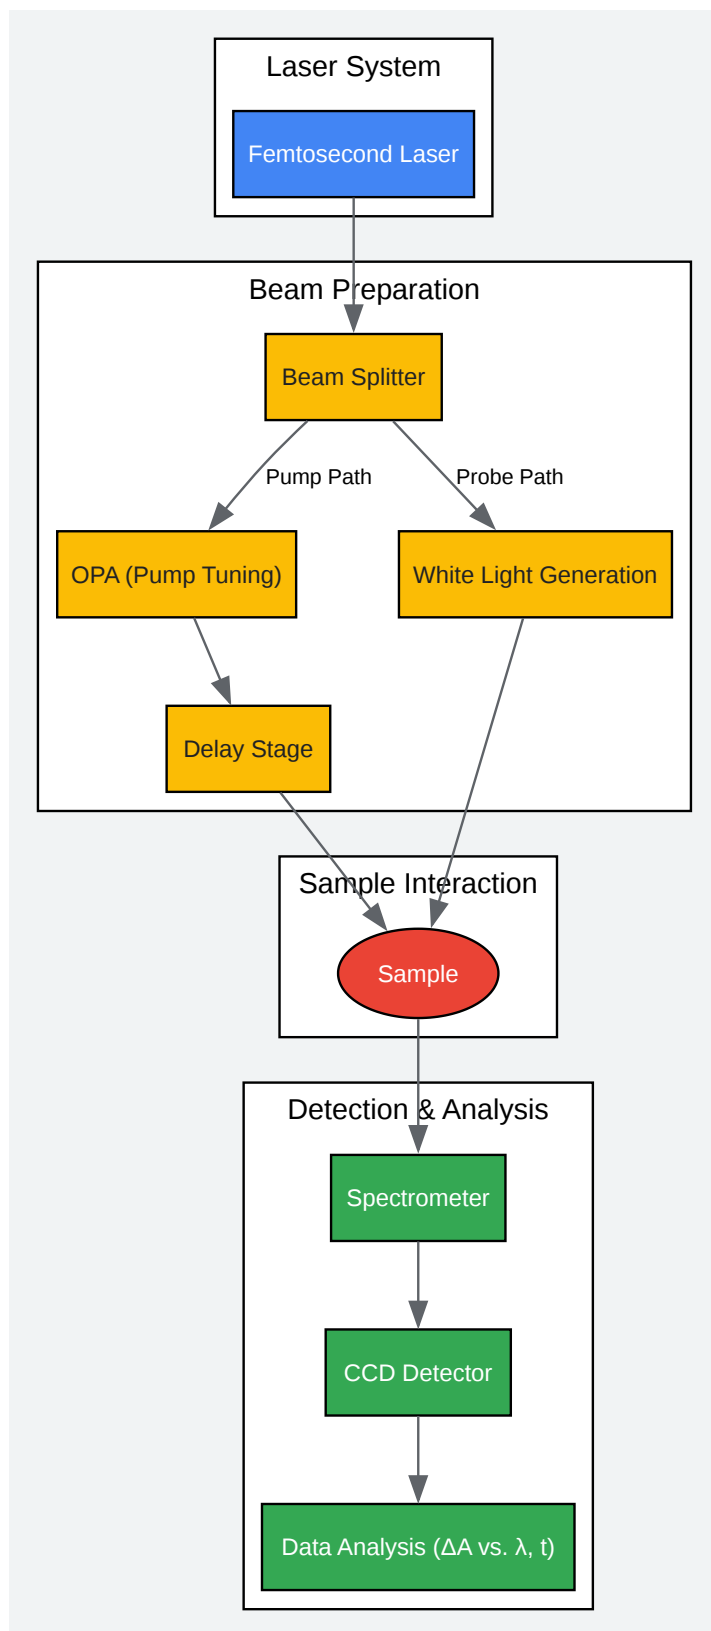 Laser System
Femtosecond Laser
Beam Preparation
Beam Splitter
Pump Path
Probe Path
OPA (Pump Tuning)
White Light Generation
Delay Stage
Sample Interaction
Sample
Detection & Analysis
Spectrometer
CCD Detector
Data Analysis (ΔA vs. λ, t)